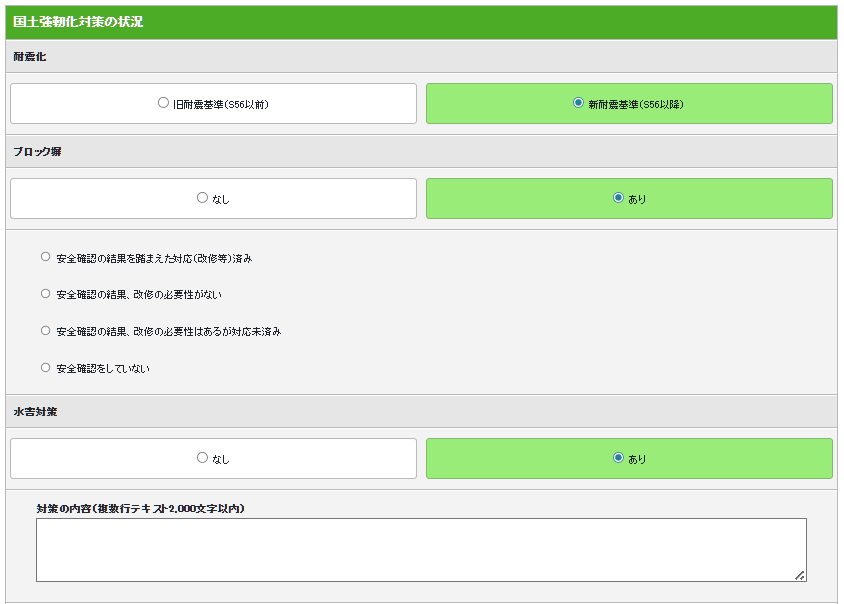 国土強靭化対策の状況
耐震化
旧耐震基準(S56以前)
新耐震基準(S56以降)
ブロック塀
なし
あり
安全確認の結果を踏まえた対応(改修等)済み
安全確認の結果、改修の必要性がない
安全確認の結果、改修の必要性はあるが対応未済み
安全確認をしていない
水害対策
なし
あり
対策の内容(複数行テキスト2,000文字以内)